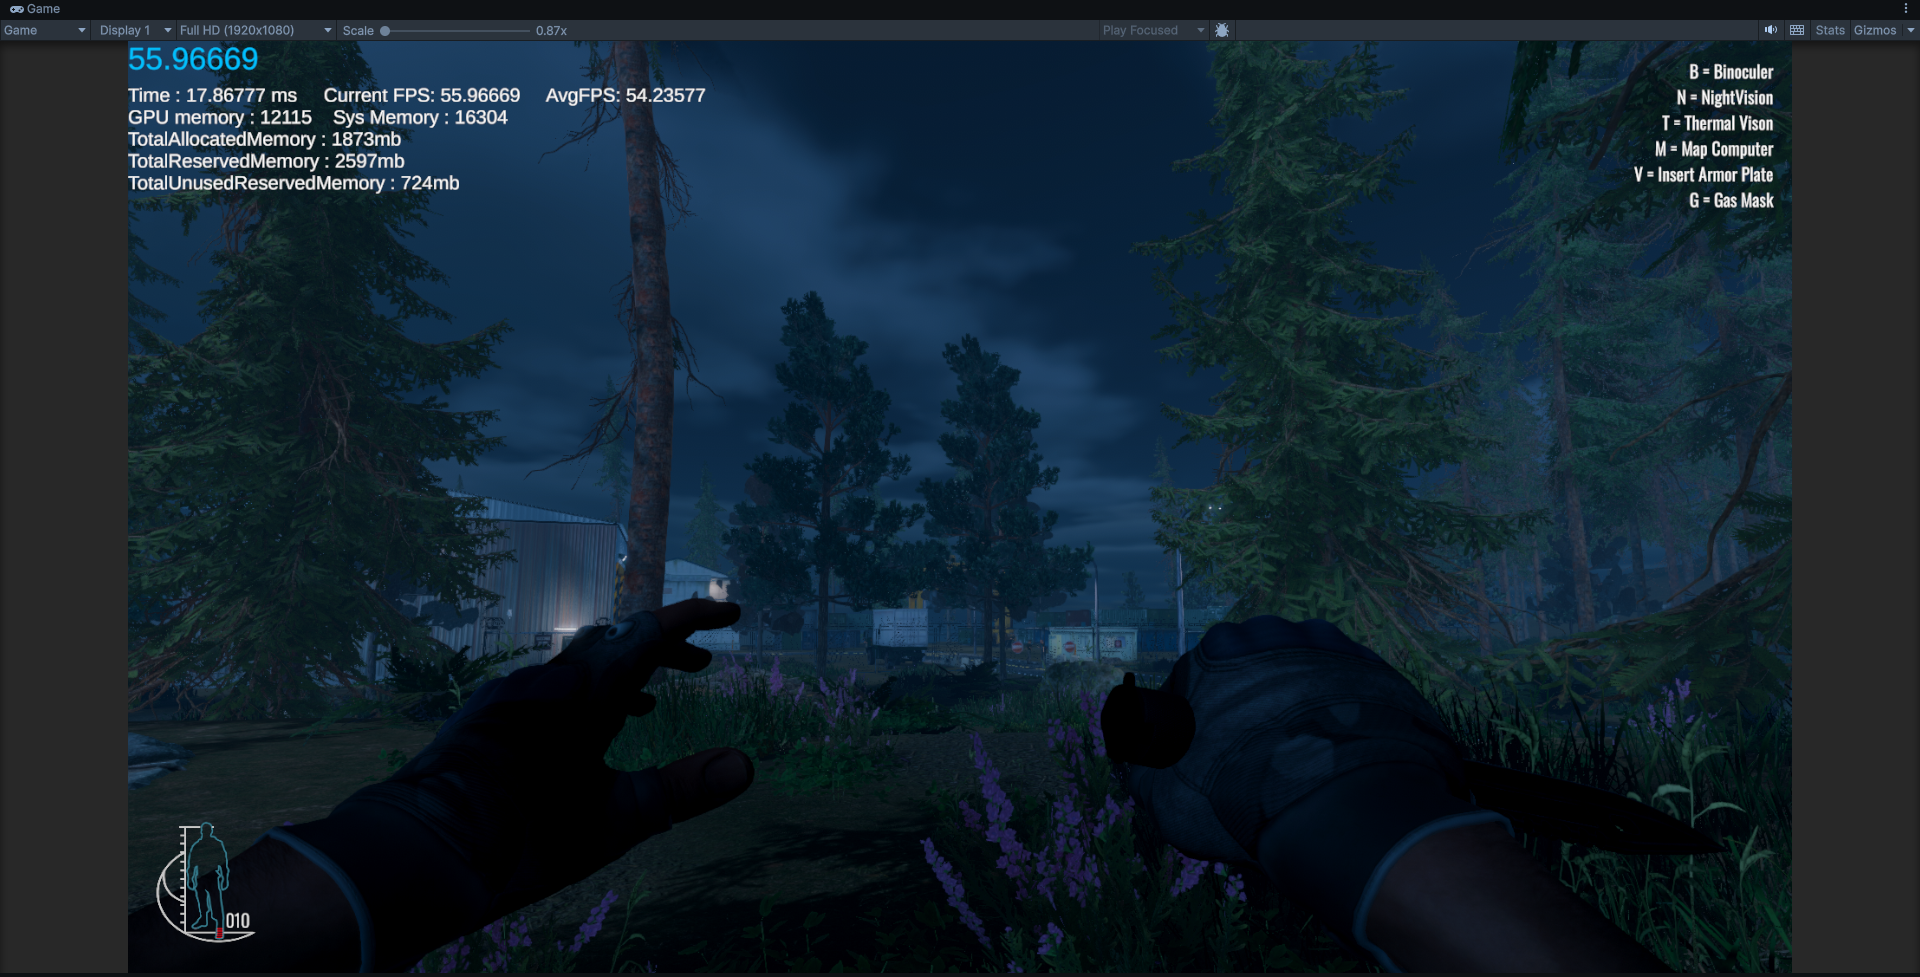 Game
Game Display 1 Full HD (1920x1080) Scale 0.87x Play Focused Stats Gizmos
55.96669
Time : 17.86777 ms Current FPS: 55.96669 AvgFPS: 54.23577
GPU memory : 12115 Sys Memory : 16304
TotalAllocatedMemory : 1873mb
TotalReservedMemory : 2597mb
TotalUnusedReservedMemory : 724mb
B = Binoculer
N = NightVision
T = Thermal Vison
M = Map Computer
V = Insert Armor Plate
G = Gas Mask
010